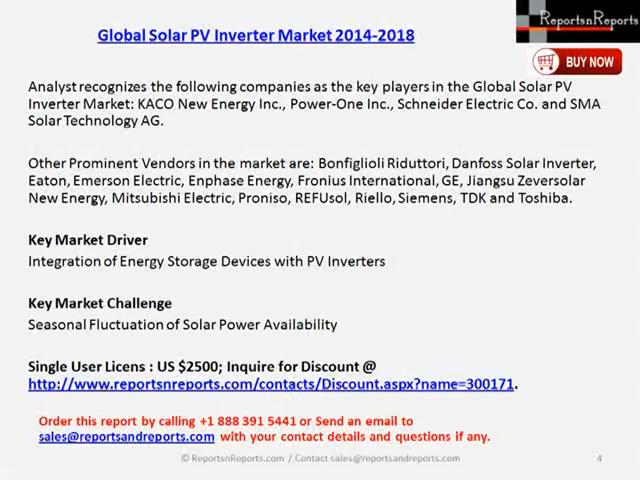 Global Solar PV Inverter Market 2014-2018
ReportsnReports
BUY NOW
Analyst recognizes the following companies as the key players in the Global Solar PV
Inverter Market: KACO New Energy Inc., Power-One Inc., Schneider Electric Co. and SMA
Solar Technology AG.
Other Prominent Vendors in the market are: Bonfiglioli Riduttori, Danfoss Solar Inverter,
Eaton, Emerson Electric, Enphase Energy, Fronius International, GE, Jiangsu Zeversolar
New Energy, Mitsubishi Electric, Proniso, REFUsol, Riello, Siemens, TDK and Toshiba.
Key Market Driver
Integration of Energy Storage Devices with PV Inverters
Key Market Challenge
Seasonal Fluctuation of Solar Power Availability
Single User Licens : US $2500; Inquire for Discount @
http://www.reportsnreports.com/contacts/Discount.aspx?name=300171.
Order this report by calling +1 888 391 5441 or Send an email to
sales@reportsandreports.com with your contact details and questions if any.
© ReportsnReports.com / Contact sales@reportsandreports.com
4